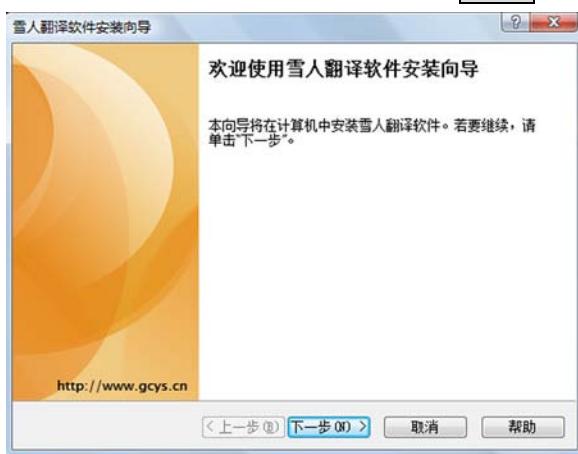 雪人翻译软件安装向导
欢迎使用雪人翻译软件安装向导
本向导将在计算机中安装雪人翻译软件。若要继续，请
单击“下一步”。
http://www.gcys.cn
<上一步(B) 下一步(N)> 取消 帮助